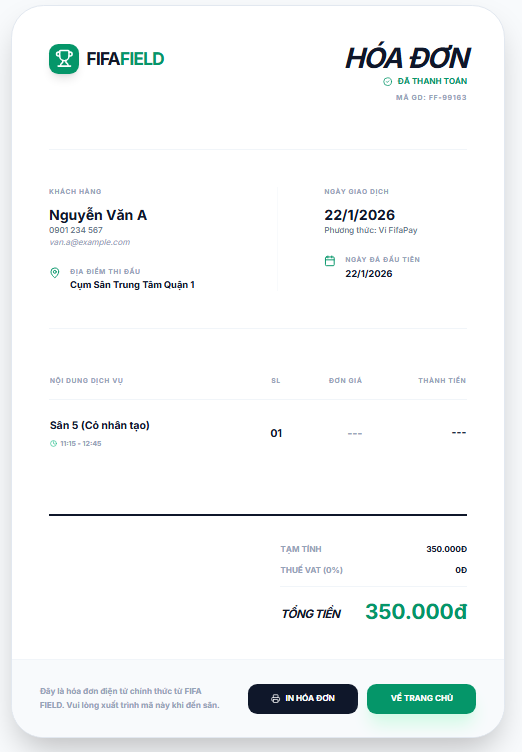 FIFAFIELD
HÓA ĐƠN
ĐÃ THANH TOÁN
MÃ GD: FF-99163
KHÁCH HÀNG
Nguyễn Văn A
0901 234 567
van.a@example.com
ĐỊA ĐIỂM THI ĐẤU
Cụm Sân Trung Tâm Quận 1
NGÀY GIAO DỊCH
22/1/2026
Phương thức: Ví FifaPay
NGÀY ĐÁ ĐẦU TIÊN
22/1/2026
NỘI DUNG DỊCH VỤ SL ĐƠN GIÁ THÀNH TIỀN
Sân 5 (Cỏ nhân tạo) 01 --- ---
11:15 - 12:45
TẠM TÍNH 350.000Đ
THUẾ VAT (0%) 0Đ
TỔNG TIỀN 350.000đ
Đây là hóa đơn điện tử chính thức từ FIFA
FIELD. Vui lòng xuất trình mã này khi đến sân.
IN HÓA ĐƠN
VỀ TRANG CHỦ